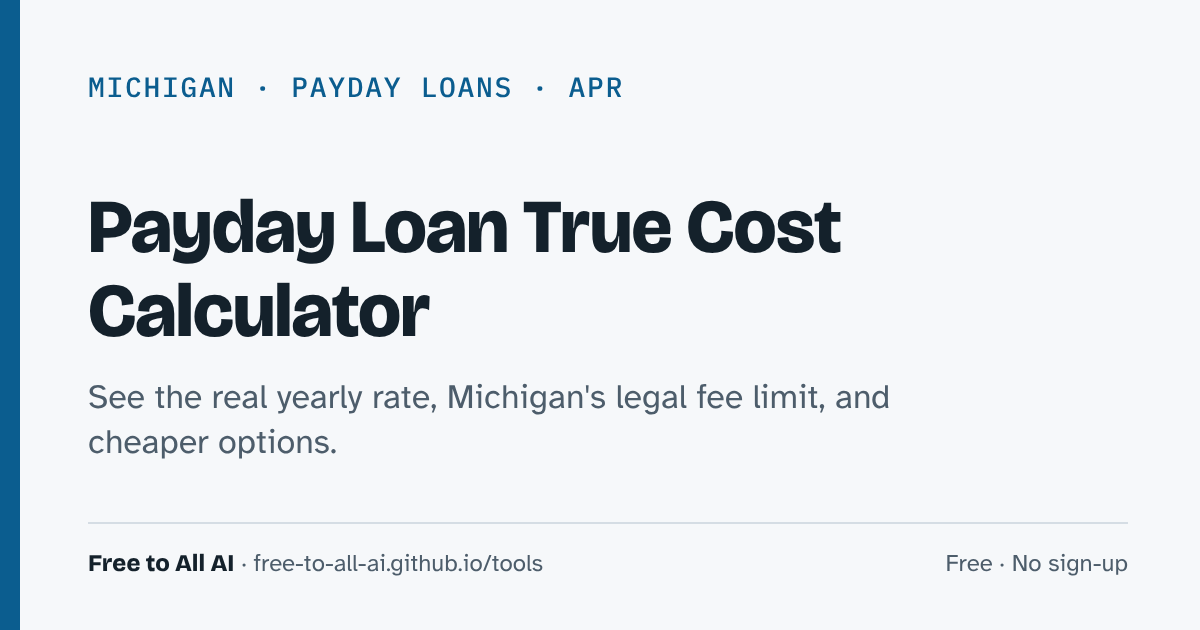 MICHIGAN · PAYDAY LOANS · APR
Payday Loan True Cost
Calculator
See the real yearly rate, Michigan's legal fee limit, and
cheaper options.
Free to All AI · free-to-all-ai.github.io/tools
Free · No sign-up